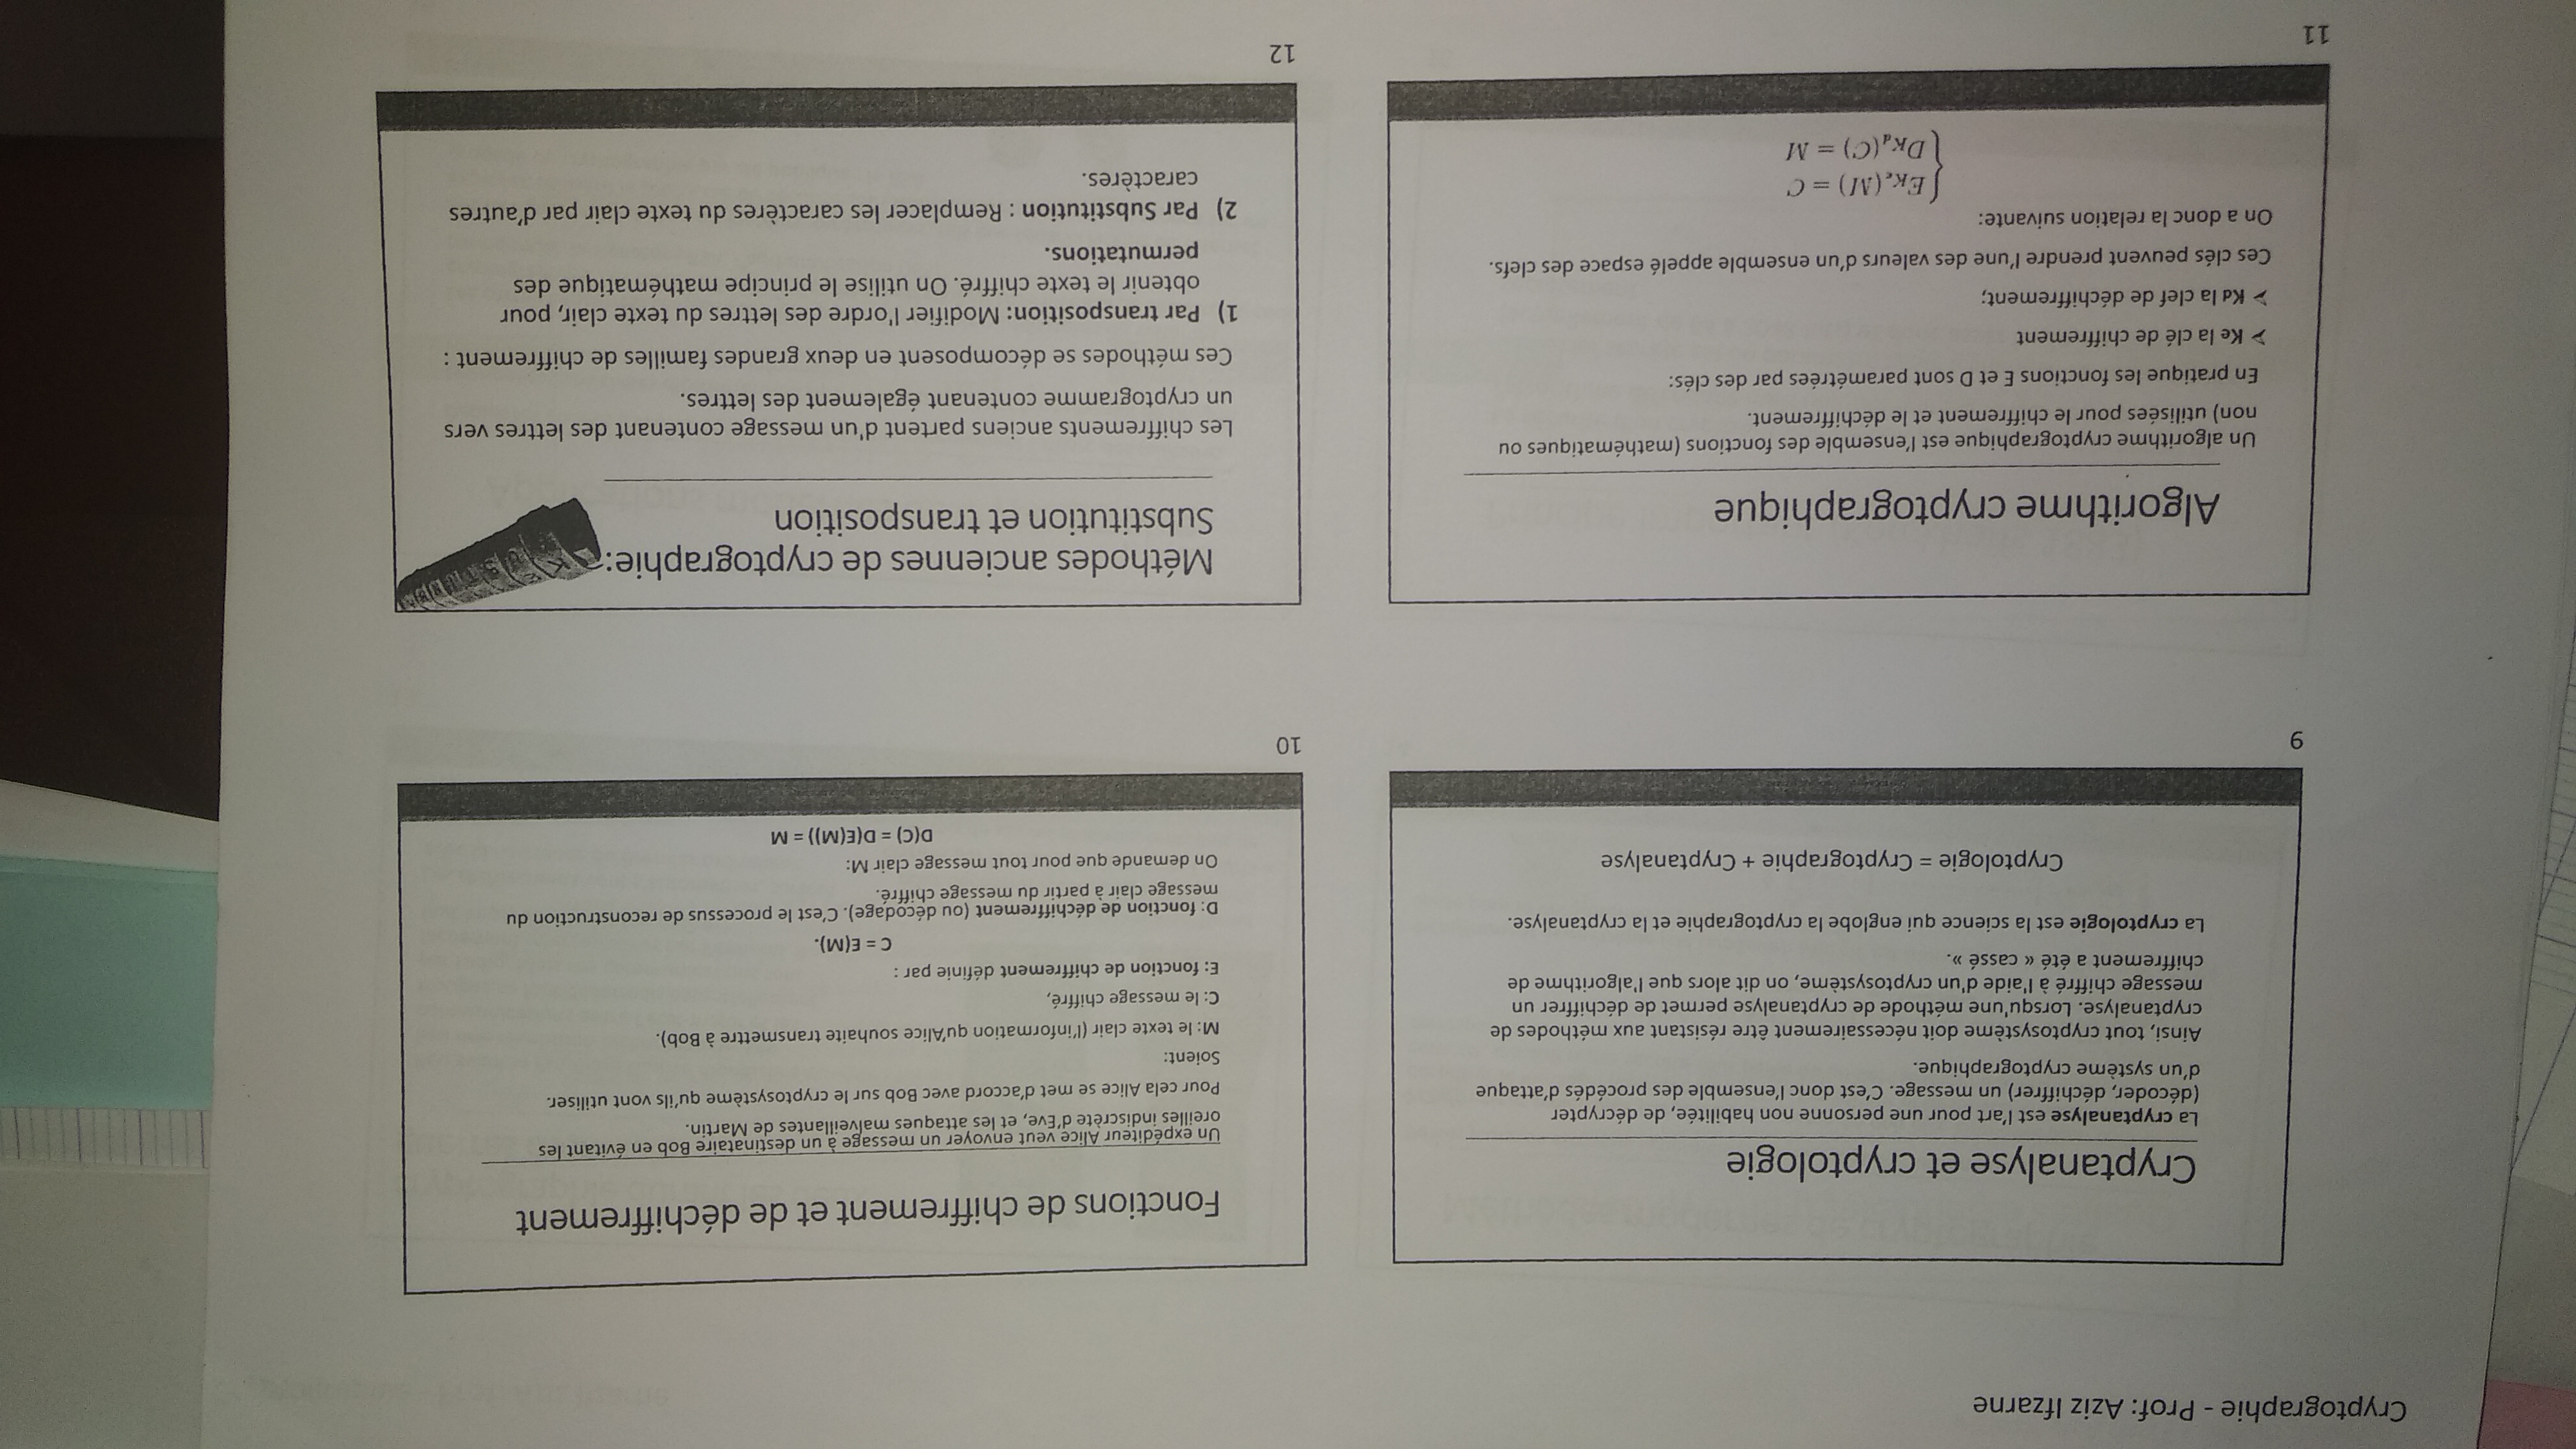 Cryptographie - Prof: Aziz Ifzarne
Cryptanalyse et cryptologie
La cryptanalyse est l'art pour une personne non habilitée, de décrypter
(décoder, déchiffrer) un message. C'est donc l'ensemble des procédés d'attaque
d'un système cryptographique.
Ainsi, tout cryptosystème doit nécessairement être résistant aux méthodes de
cryptanalyse. Lorsqu'une méthode de cryptanalyse permet de déchiffrer un
message chiffré à l'aide d'un cryptosystème, on dit alors que l'algorithme de
chiffrement a été « cassé ».
La cryptologie est la science qui englobe la cryptographie et la cryptanalyse.
Cryptologie = Cryptographie + Cryptanalyse
9
Fonctions de chiffrement et de déchiffrement
Un expéditeur Alice veut envoyer un message à un destinataire Bob en évitant les
oreilles indiscrète d'Eve, et les attaques malveillantes de Martin.
Pour cela Alice se met d'accord avec Bob sur le cryptosystème qu'ils vont utiliser.
Soient:
M: le texte clair (l'information qu'Alice souhaite transmettre à Bob).
C: le message chiffré,
E: fonction de chiffrement définie par :
C = E(M).
D: fonction de déchiffrement (ou décodage). C'est le processus de reconstruction du
message clair à partir du message chiffré.
On demande que pour tout message clair M:
D(C) = D(E(M)) = M
10
Algorithme cryptographique
Un algorithme cryptographique est l'ensemble des fonctions (mathématiques ou
non) utilisées pour le chiffrement et le déchiffrement.
En pratique les fonctions E et D sont paramétrées par des clés:
➢ Ke la clé de chiffrement
➢ Kd la clef de déchiffrement;
Ces clés peuvent prendre l'une des valeurs d'un ensemble appelé espace des clefs.
On a donc la relation suivante:
{ E_{K_e}(M) = C
D_{K_d}(C) = M
11
Méthodes anciennes de cryptographie:
Substitution et transposition
Les chiffrements anciens partent d'un message contenant des lettres vers
un cryptogramme contenant également des lettres.
Ces méthodes se décomposent en deux grandes familles de chiffrement :
1) Par transposition: Modifier l'ordre des lettres du texte clair, pour
obtenir le texte chiffré. On utilise le principe mathématique des
permutations.
2) Par Substitution : Remplacer les caractères du texte clair par d'autres
caractères.
12